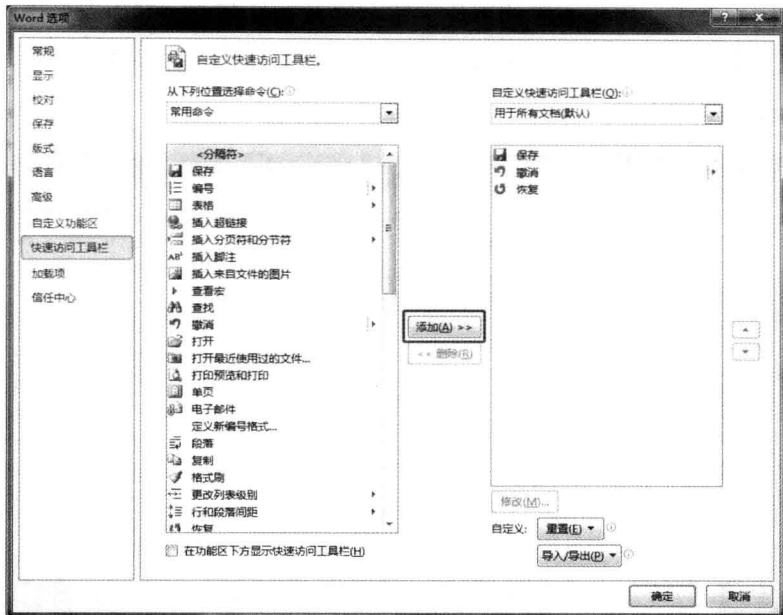 Word 选项
常规
显示
校对
保存
版式
语言
高级
自定义功能区
快速访问工具栏
加载项
信任中心
自定义快速访问工具栏。
从下列位置选择命令(C):
常用命令
<分隔符>
保存
编号
表格
插入超链接
插入分页符和分节符
AB¹ 插入脚注
插入来自文件的图片
查看宏
查找
撤消
打开
打开最近使用过的文件...
打印预览和打印
单页
电子邮件
定义新编号格式...
段落
复制
格式刷
更改列表级别
行和段落间距
恢复
在功能区下方显示快速访问工具栏(H)
添加(A) >>
<< 删除(R)
自定义快速访问工具栏(Q):
用于所有文档(默认)
保存
撤消
恢复
修改(M)...
自定义: 重置(E)
导入/导出(P)
确定 取消